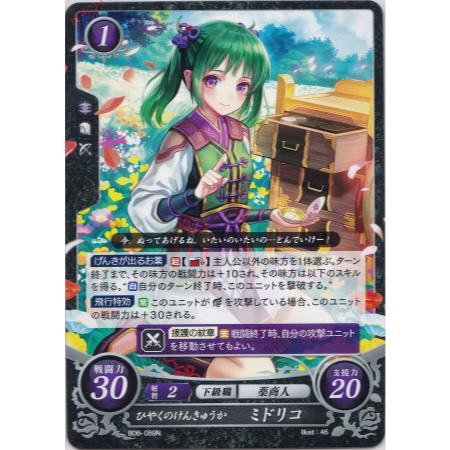 1
今、ぬってあげるね。いたいのいたいの…とんでいけー!
げんきが出るお薬 起【】主人公以外の味方を1体選ぶ。ターン
終了まで、その味方の戦闘力は+10され、その味方は以下のスキル
を得る。“自 自分のターン終了時、このユニットを撃破する。”
飛行特効 常 このユニットがを攻撃している場合、このユニット
の戦闘力は+30される。
援護の紋章 支 戦闘終了時、自分の攻撃ユニット
を移動させてもよい。
戦闘力
30
射程 2
下級職
薬商人
支援力
20
ひやくのけんきゅうか ミドリコ
B06-089N
Illust:46